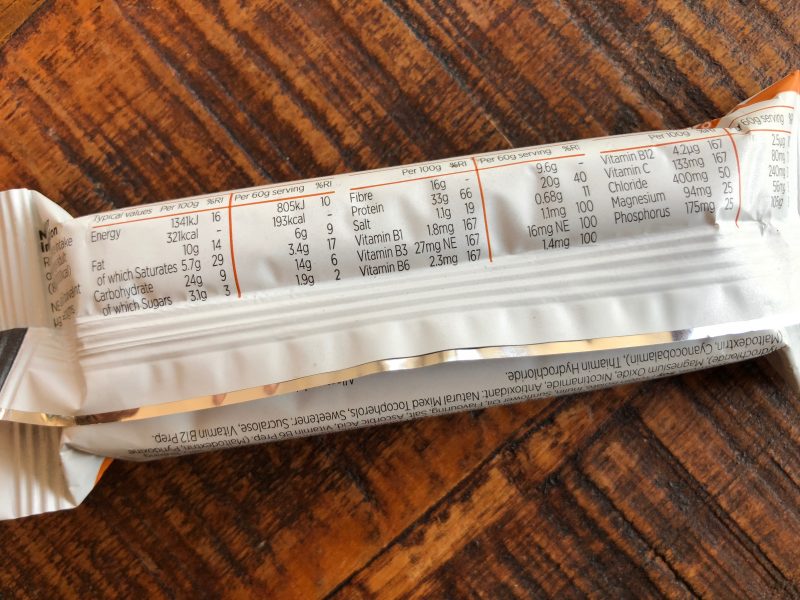 Typical values Per 100g %RI Per 60g serving %RI
Energy 1341kJ 16 805kJ 10
321kcal - 193kcal -
Fat 10g 14 6g 9
of which Saturates 5.7g 29 3.4g 17
Carbohydrate 24g 9 14g 6
of which Sugars 3.1g 3 1.9g 2
Per 100g %RI Per 60g serving %RI
Fibre 16g - 9.6g -
Protein 33g 66 20g 40
Salt 1.1g 19 0.68g 11
Vitamin B1 1.8mg 167 1.1mg 100
Vitamin B3 27mg NE 167 16mg NE 100
Vitamin B6 2.3mg 167 1.4mg 100
Per 100g %RI 60g serving
Vitamin B12 4.2µg 167 2.5µg
Vitamin C 133mg 167 80mg
Chloride 400mg 50 240mg
Magnesium 94mg 25 56mg
Phosphorus 175mg 25 105g
Sunflower Oil, Flavouring, Salt, Ascorbic Acid, Vitamin B6 Prep. (Maltodextrin, Pyridoxine
Hydrochloride), Magnesium Oxide, Nicotinamide, Antioxidant: Natural Mixed Tocopherols, Sweetener: Sucralose, Vitamin B12 Prep.
(Maltodextrin, Cyanocobalamin), Thiamin Hydrochloride.